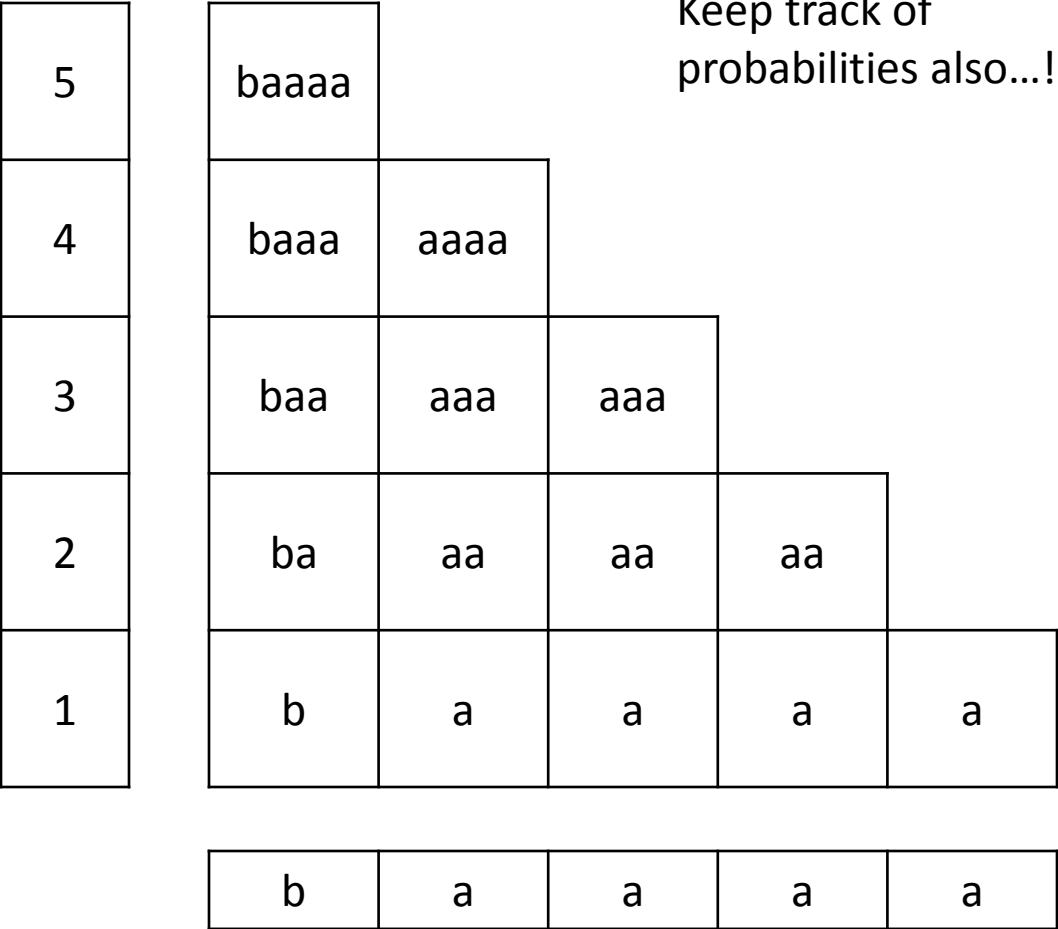 Keep track of
probabilities also...!
5 baaaa
4 baaa aaaa
3 baa aaa aaa
2 ba aa aa aa
1 b a a a a
b a a a a